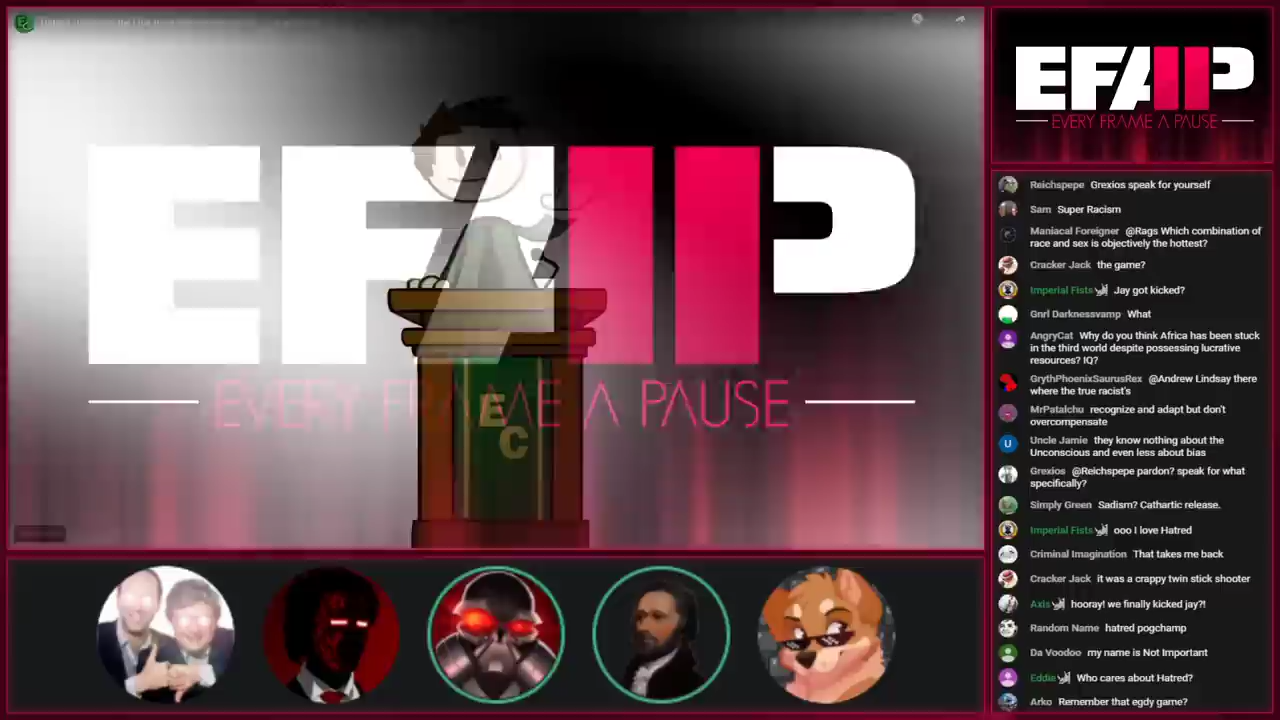 EFAP
EVERY FRAME A PAUSE
E
C
EFAP
EVERY FRAME A PAUSE
Reichspepe Grexios speak for yourself
Sam Super Racism
Maniacal Foreigner @Rags Which combination of
race and sex is objectively the hottest?
Cracker Jack the game?
Imperial Fists Jay got kicked?
Gnrl Darknessvamp What
AngryCat Why do you think Africa has been stuck
in the third world despite possessing lucrative
resources? IQ?
GrythPhoenixSaurusRex @Andrew Lindsay there
where the true racist's
MrPatalchu recognize and adapt but don't
overcompensate
U
Uncle Jamie they know nothing about the
Unconscious and even less about bias
Grexios @Reichspepe pardon? speak for what
specifically?
Simply Green Sadism? Cathartic release.
Imperial Fists ooo I love Hatred
Criminal Imagination That takes me back
Cracker Jack it was a crappy twin stick shooter
Axis hooray! we finally kicked jay?!
Random Name hatred pogchamp
Da Voodoo my name is Not Important
Eddie Who cares about Hatred?
Arko Remember that egdy game?